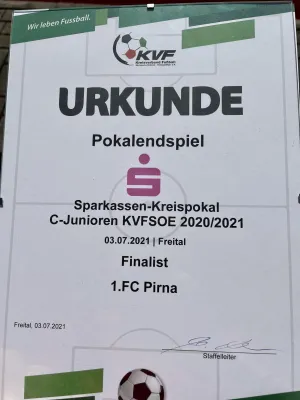 Wir leben Fussball.
KVF
URKUNDE
Pokalendspiel
Sparkassen-Kreispokal
C-Junioren KVFSOE 2020/2021
03.07.2021 | Freital
Finalist
1.FC Pirna
Freital, 03.07.2021
Staffelleiter